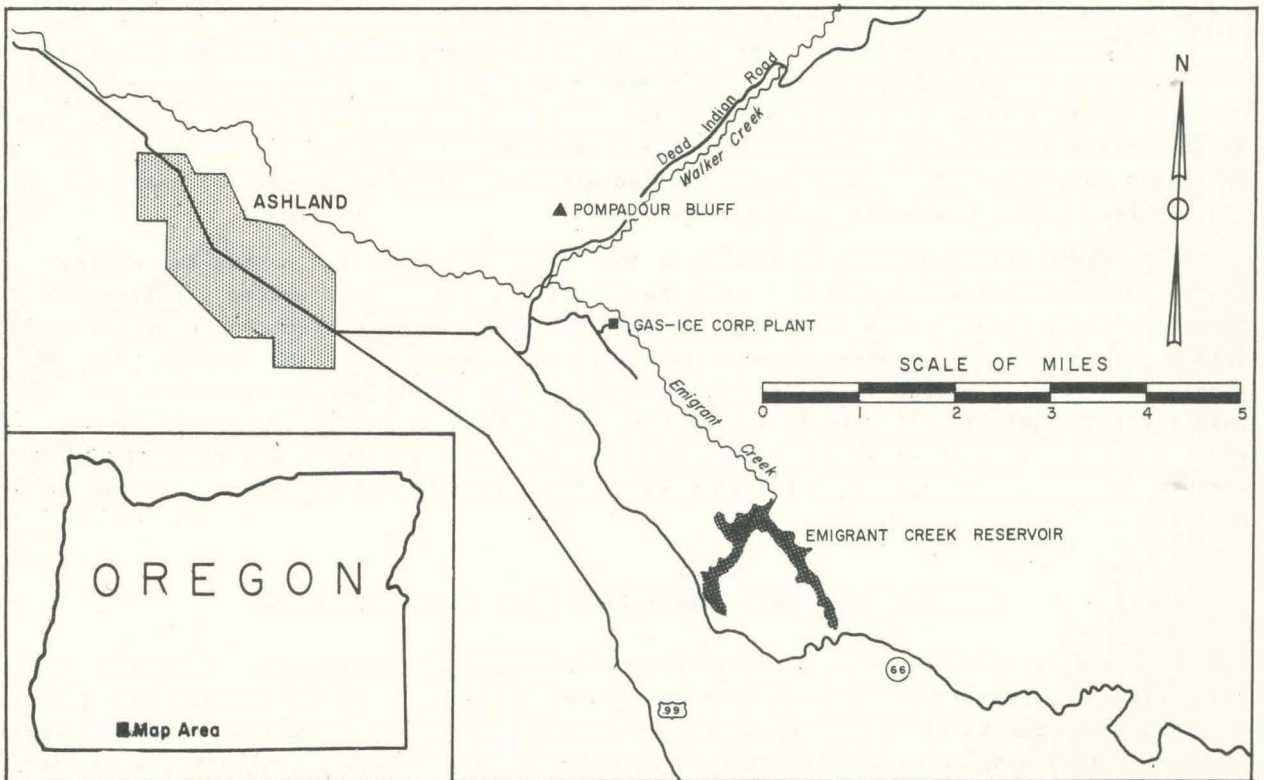 N
Dead Indian Road
Walker Creek
ASHLAND
POMPADOUR BLUFF
GAS-ICE CORP. PLANT
SCALE OF MILES
0 1 2 3 4 5
Emigrant Creek
EMIGRANT CREEK RESERVOIR
OREGON
Map Area
66
99